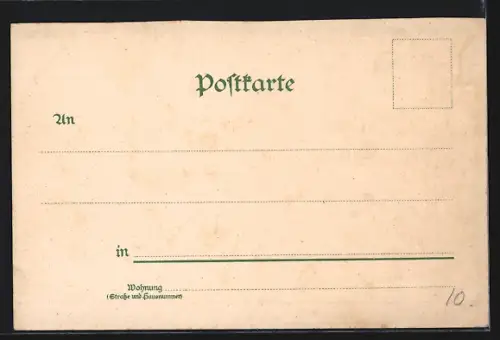 Poſtkarte
An
in
Wohnung
(Straße und Hausnummer)
10.